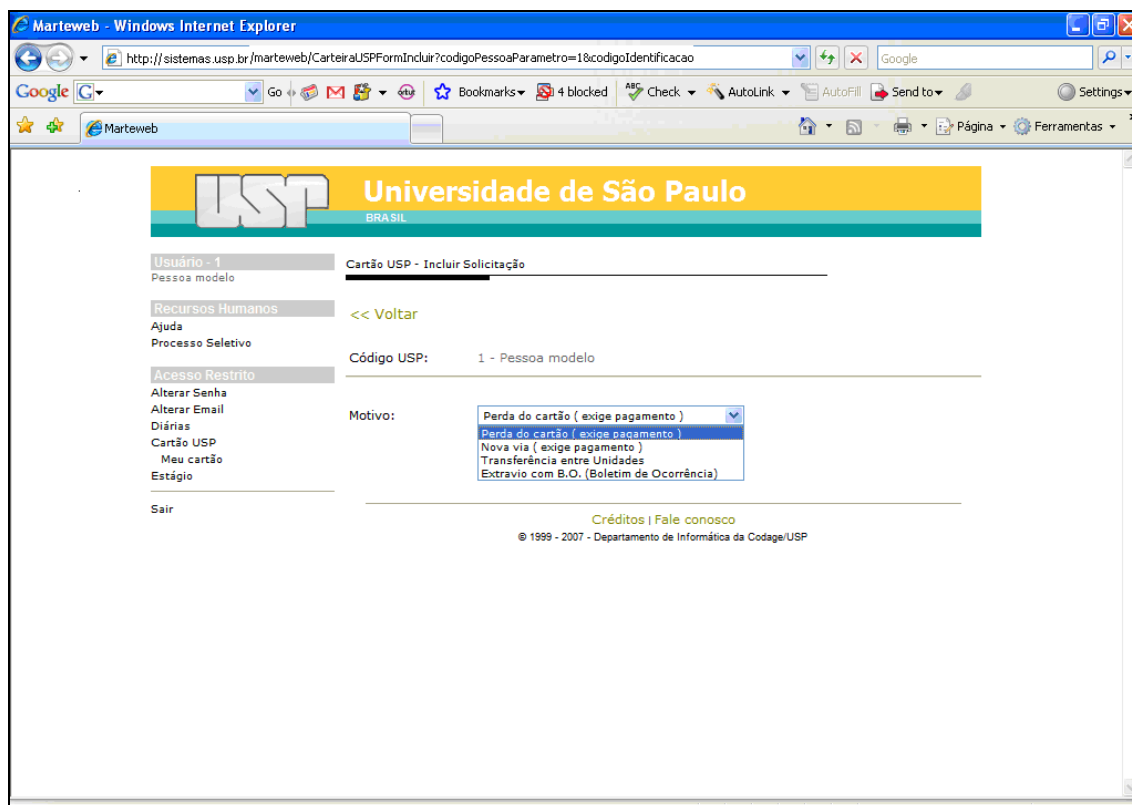 Marteweb - Windows Internet Explorer
http://sistemas.usp.br/marteweb/CarteiraUSPFormIncluir?codigoPessoaParametro=1&codigoIdentificacao
Google
Google G Go Bookmarks 4 blocked ABC Check AutoLink AutoFill Send to Settings
Marteweb Página Ferramentas
USP Universidade de São Paulo
BRASIL
Usuário - 1
Pessoa modelo
Recursos Humanos
Ajuda
Processo Seletivo
Acesso Restrito
Alterar Senha
Alterar Email
Diárias
Cartão USP
Meu cartão
Estágio
Sair
Cartão USP - Incluir Solicitação
<< Voltar
Código USP: 1 - Pessoa modelo
Motivo: Perda do cartão ( exige pagamento )
Perda do cartão ( exige pagamento )
Nova via ( exige pagamento )
Transferência entre Unidades
Extravio com B.O. (Boletim de Ocorrência)
Créditos | Fale conosco
© 1999 - 2007 - Departamento de Informática da Codage/USP